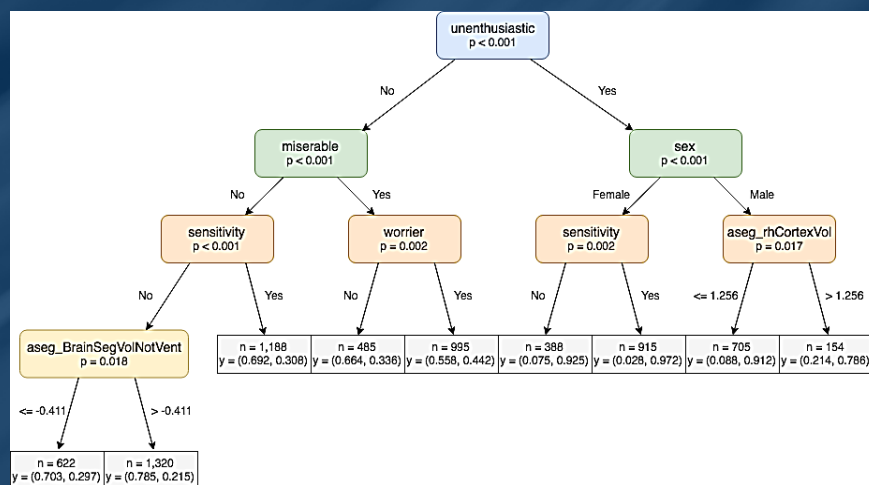 unenthusiastic
p < 0.001
No
Yes
miserable
p < 0.001
sex
p < 0.001
No
Yes
Female
Male
sensitivity
p < 0.001
worrier
p = 0.002
sensitivity
p = 0.002
aseg_rhCortexVol
p = 0.017
No
Yes
No
Yes
No
Yes
<= 1.256
> 1.256
aseg_BrainSegVolNotVent
p = 0.018
n = 1,188
y = (0.692, 0.308)
n = 485
y = (0.664, 0.336)
n = 995
y = (0.558, 0.442)
n = 388
y = (0.075, 0.925)
n = 915
y = (0.028, 0.972)
n = 705
y = (0.088, 0.912)
n = 154
y = (0.214, 0.786)
<= -0.411
> -0.411
n = 622
y = (0.703, 0.297)
n = 1,320
y = (0.785, 0.215)